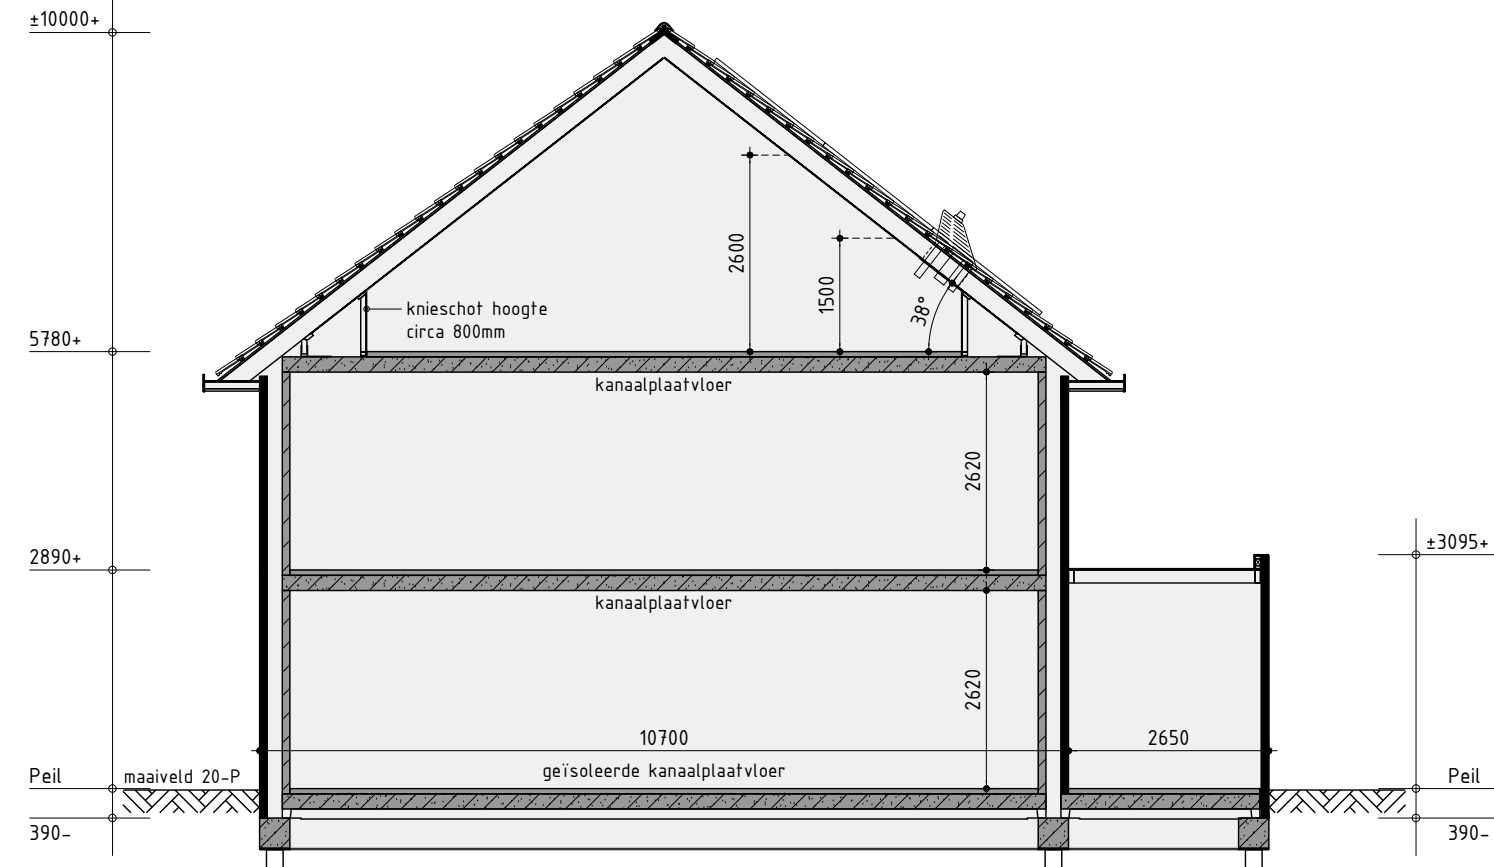 ±10000+
2600
1500
38°
knieschot hoogte
circa 800mm
5780+
kanaalplaatvloer
2620
2890+
±3095+
kanaalplaatvloer
2620
10700
2650
geïsoleerde kanaalplaatvloer
Peil
maaiveld 20-P
Peil
390-
390-